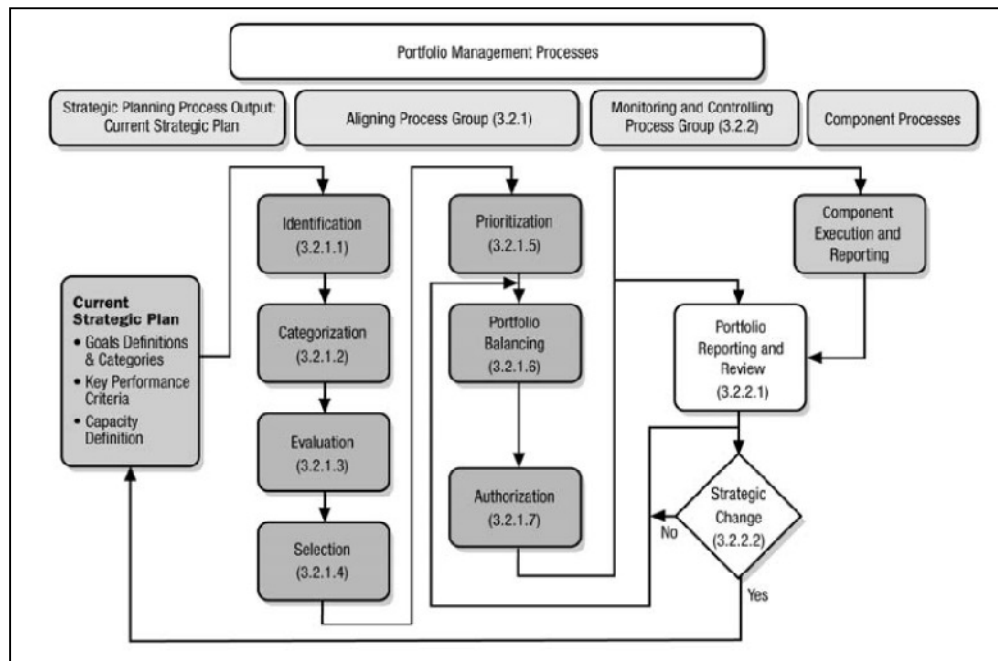 Portfolio Management Processes
Strategic Planning Process Output:
Current Strategic Plan
Aligning Process Group (3.2.1)
Monitoring and Controlling
Process Group (3.2.2)
Component Processes
Identification
(3.2.1.1)
Prioritization
(3.2.1.5)
Component
Execution and
Reporting
Current
Strategic Plan
• Goals Definitions
& Categories
• Key Performance
Criteria
• Capacity
Definition
Categorization
(3.2.1.2)
Portfolio
Balancing
(3.2.1.6)
Portfolio
Reporting and
Review
(3.2.2.1)
Evaluation
(3.2.1.3)
Authorization
(3.2.1.7)
Strategic
Change
(3.2.2.2)
No
Selection
(3.2.1.4)
Yes